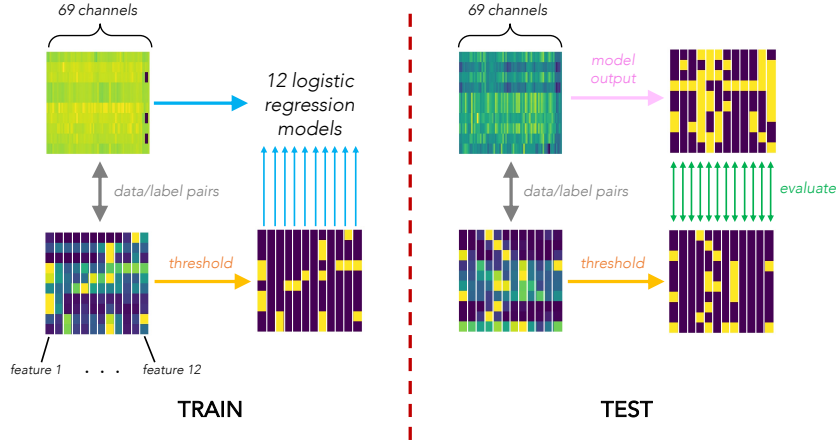 69 channels
12 logistic
regression
models
data/label pairs
threshold
feature 1 . . . feature 12
TRAIN
69 channels
model
output
data/label pairs
evaluate
threshold
TEST